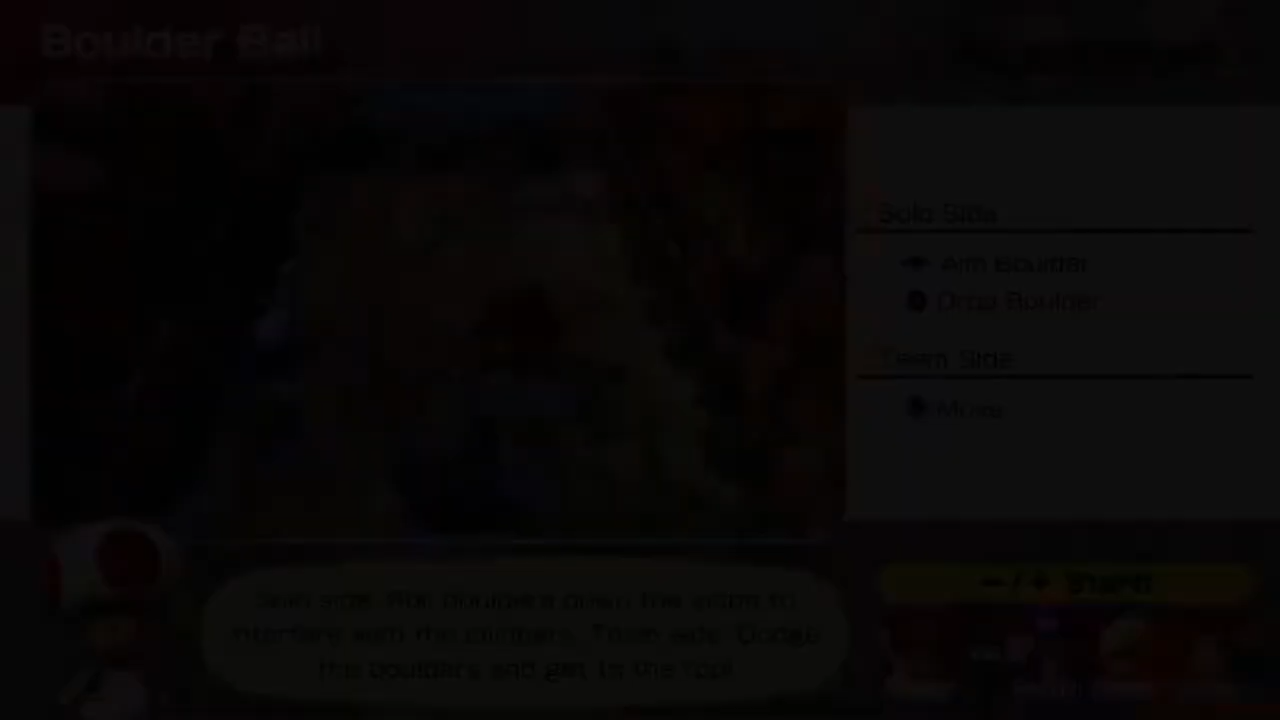 Boulder Ball
Solo Side
Aim Boulder
Drop Boulder
Team Side
Move
Solo side: Roll boulders down the slope to
interfere with the climbers. Team side: Dodge
the boulders and get to the top!
−/+ Start!